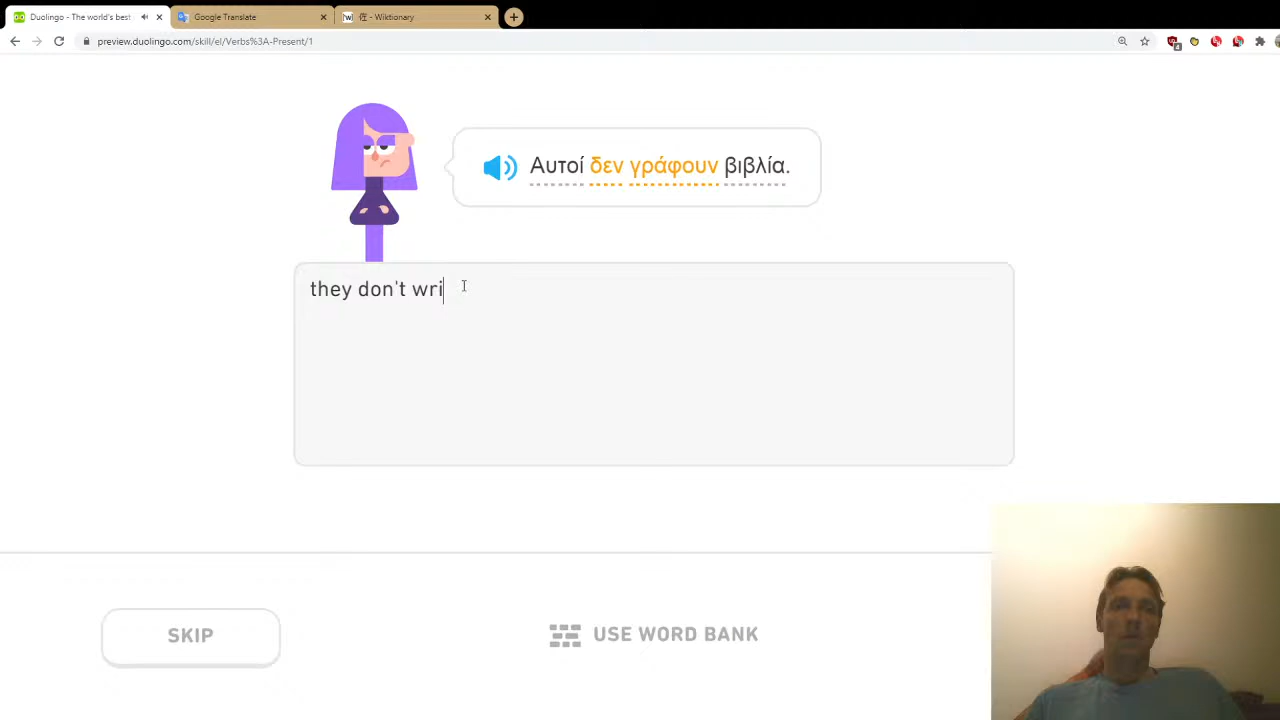 Duolingo - The world's best
Google Translate
佐 - Wiktionary
preview.duolingo.com/skill/el/Verbs%3A-Present/1
Αυτοί δεν γράφουν βιβλία.
they don't wri
SKIP
USE WORD BANK